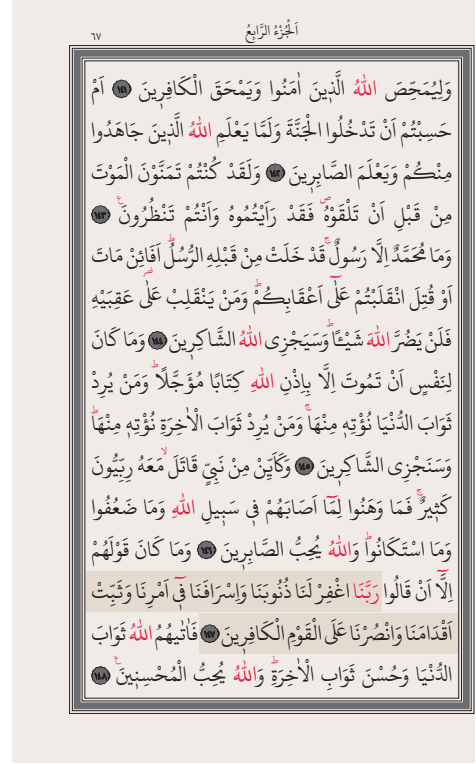 اَلْجُزْءُ الرَّابِعُ
٦٧
وَلِيُمَحِّصَ اللّٰهُ الَّذ۪ينَ اٰمَنُوا وَيَمْحَقَ الْكَافِر۪ينَ ﴿١٤١﴾ اَمْ
حَسِبْتُمْ اَنْ تَدْخُلُوا الْجَنَّةَ وَلَمَّا يَعْلَمِ اللّٰهُ الَّذ۪ينَ جَاهَدُوا
مِنْكُمْ وَيَعْلَمَ الصَّابِر۪ينَ ﴿١٤٢﴾ وَلَقَدْ كُنْتُمْ تَمَنَّوْنَ الْمَوْتَ
مِنْ قَبْلِ اَنْ تَلْقَوْهُۖ فَقَدْ رَاَيْتُمُوهُ وَاَنْتُمْ تَنْظُرُونَ۟ ﴿١٤٣﴾
وَمَا مُحَمَّدٌ اِلَّا رَسُولٌۚ قَدْ خَلَتْ مِنْ قَبْلِهِ الرُّسُلُۜ اَفَا۬ئِنْ مَاتَ
اَوْ قُتِلَ انْقَلَبْتُمْ عَلٰٓى اَعْقَابِكُمْۜ وَمَنْ يَنْقَلِبْ عَلٰى عَقِبَيْهِ
فَلَنْ يَضُرَّ اللّٰهَ شَيْـٔاًۜ وَسَيَجْزِى اللّٰهُ الشَّاكِر۪ينَ ﴿١٤٤﴾ وَمَا كَانَ
لِنَفْسٍ اَنْ تَمُوتَ اِلَّا بِاِذْنِ اللّٰهِ كِتَابًا مُؤَجَّلًاۜ وَمَنْ يُرِدْ
ثَوَابَ الدُّنْيَا نُؤْتِه۪ مِنْهَاۚ وَمَنْ يُرِدْ ثَوَابَ الْاٰخِرَةِ نُؤْتِه۪ مِنْهَاۜ
وَسَنَجْزِى الشَّاكِر۪ينَ ﴿١٤٥﴾ وَكَاَيِّنْ مِنْ نَبِيٍّ قَاتَلَۙ مَعَهُ رِبِّيُّونَ
كَث۪يرٌۚ فَمَا وَهَنُوا لِمَٓا اَصَابَهُمْ ف۪ى سَب۪يلِ اللّٰهِ وَمَا ضَعُفُوا
وَمَا اسْتَكَانُواۜ وَاللّٰهُ يُحِبُّ الصَّابِر۪ينَ ﴿١٤٦﴾ وَمَا كَانَ قَوْلَهُمْ
اِلَّٓا اَنْ قَالُوا رَبَّنَا اغْفِرْ لَنَا ذُنُوبَنَا وَاِسْرَافَنَا ف۪ٓى اَمْرِنَا وَثَبِّتْ
اَقْدَامَنَا وَانْصُرْنَا عَلَى الْقَوْمِ الْكَافِر۪ينَ ﴿١٤٧﴾ فَاٰتٰيهُمُ اللّٰهُ ثَوَابَ
الدُّنْيَا وَحُسْنَ ثَوَابِ الْاٰخِرَةِۜ وَاللّٰهُ يُحِبُّ الْمُحْسِن۪ينَ۟ ﴿١٤٨﴾